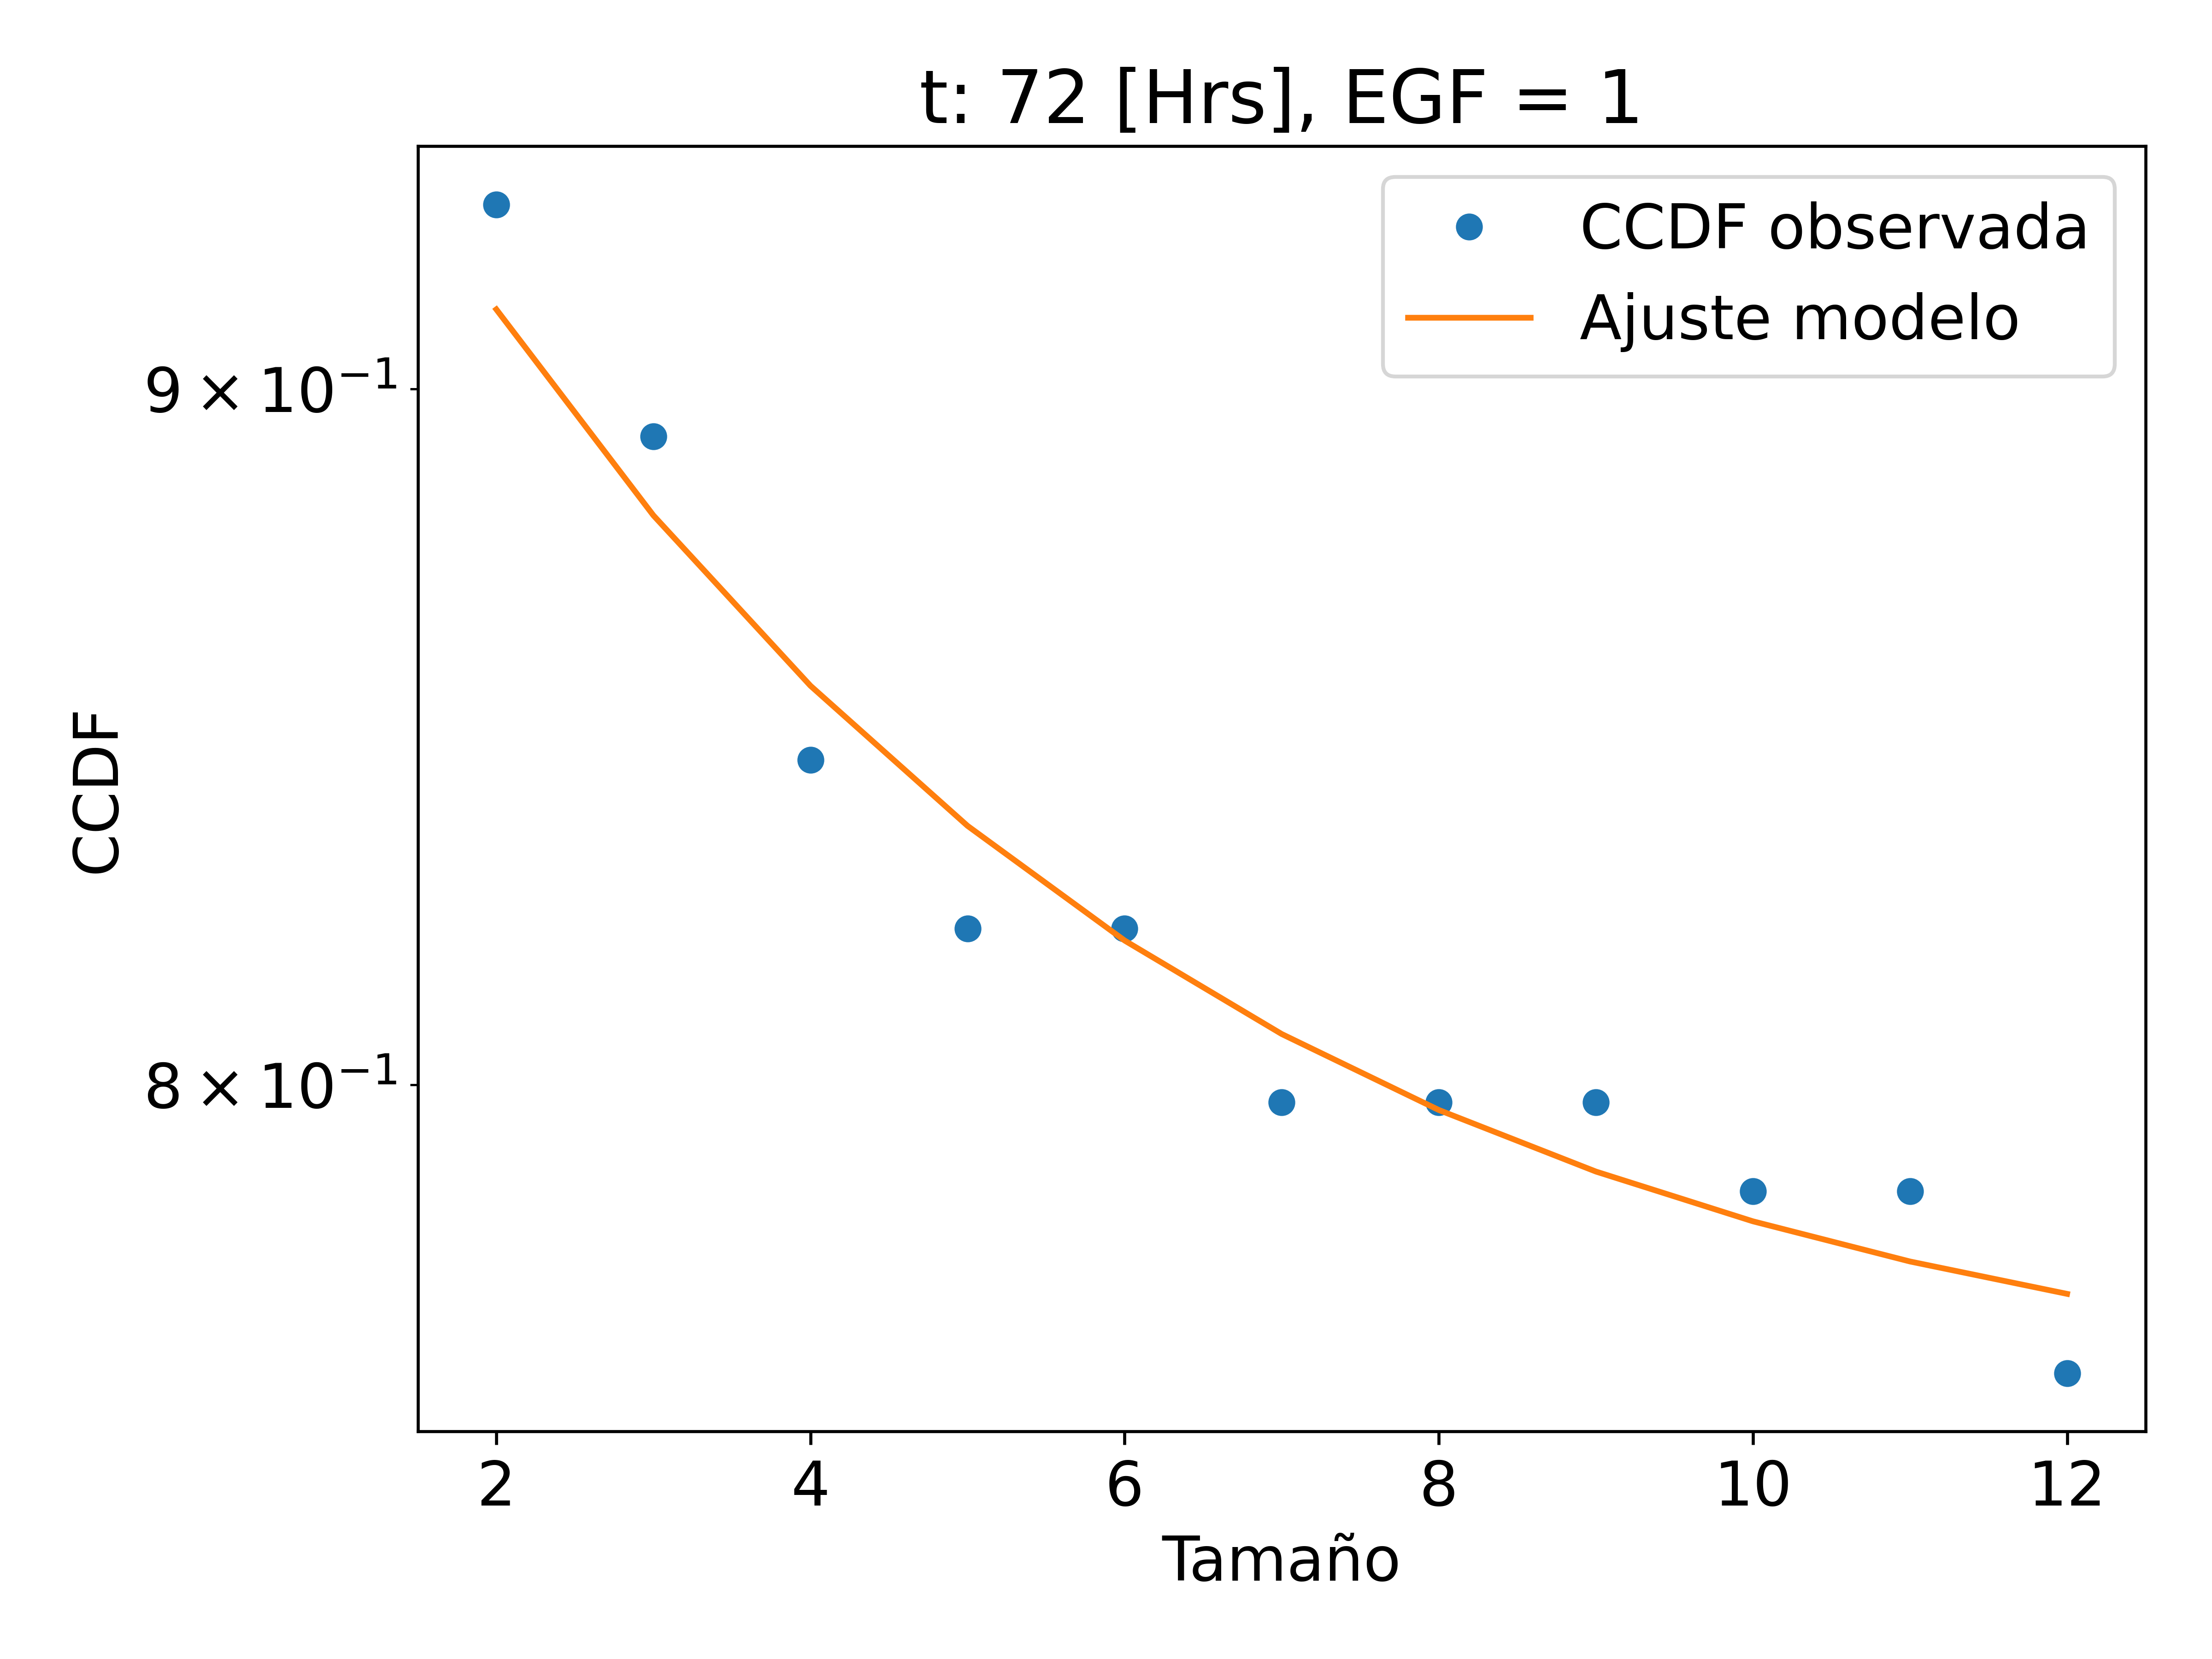 t: 72 [Hrs], EGF = 1
CCDF observada
Ajuste modelo
9 × 10⁻¹
8 × 10⁻¹
CCDF
2 4 6 8 10 12
Tamaño